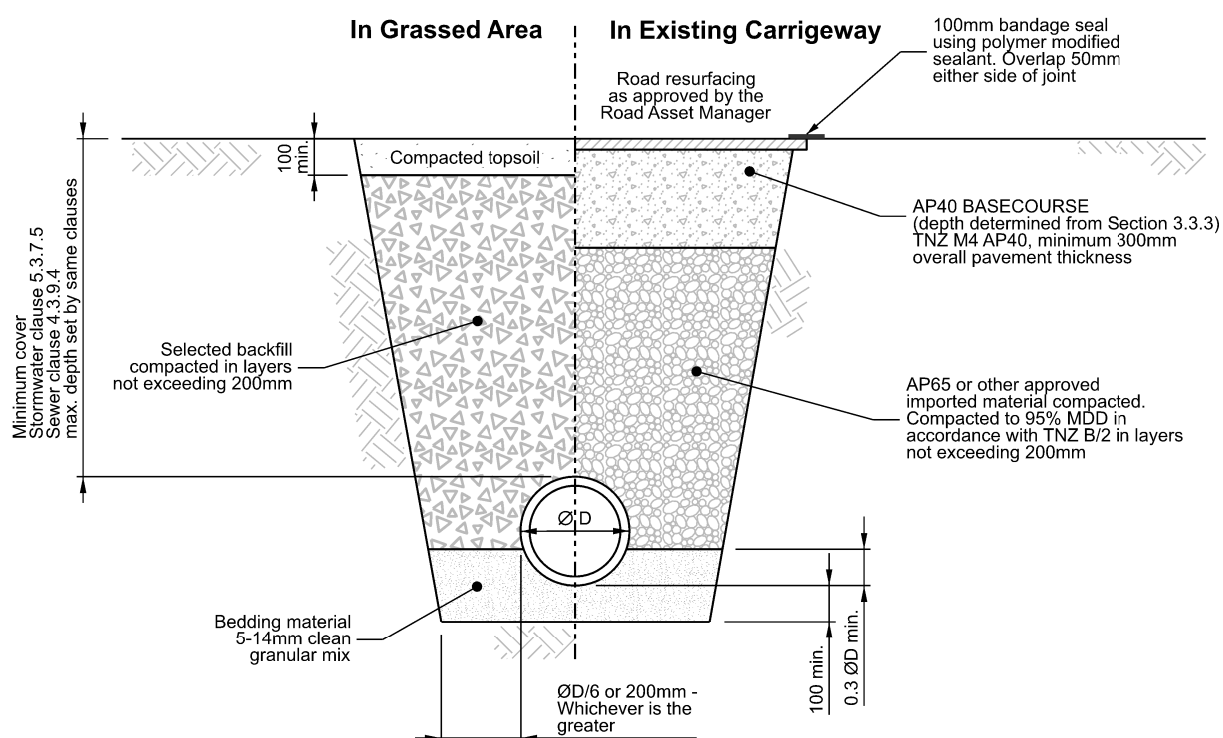 In Grassed Area
In Existing Carrigeway
100mm bandage seal
using polymer modified
sealant. Overlap 50mm
either side of joint
Road resurfacing
as approved by the
Road Asset Manager
100
min.
Compacted topsoil
AP40 BASECOURSE
(depth determined from Section 3.3.3)
TNZ M4 AP40, minimum 300mm
overall pavement thickness
Minimum cover
Stormwater clause 5.3.7.5
Sewer clause 4.3.9.4
max. depth set by same clauses
Selected backfill
compacted in layers
not exceeding 200mm
AP65 or other approved
imported material compacted.
Compacted to 95% MDD in
accordance with TNZ B/2 in layers
not exceeding 200mm
Ø D
Bedding material
5-14mm clean
granular mix
ØD/6 or 200mm -
Whichever is the
greater
100 min.
0.3 ØD min.